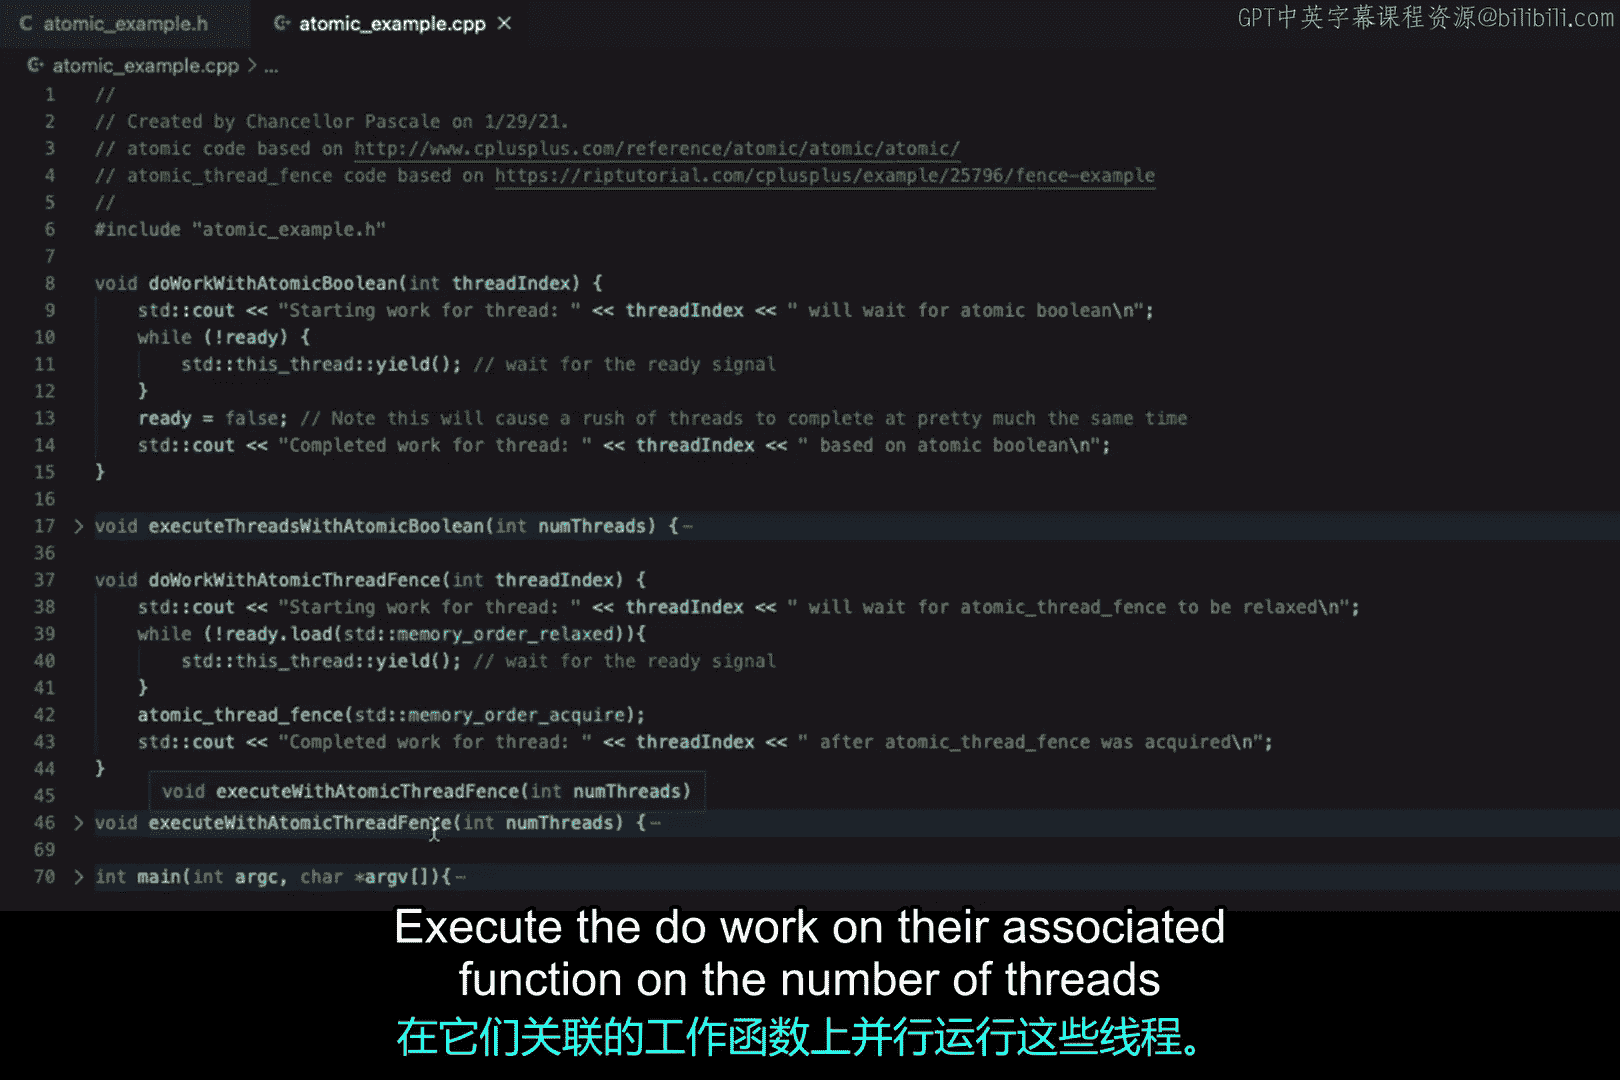 atomic_example.h
atomic_example.cpp
GPT中英字幕课程资源@bilibili.com
atomic_example.cpp > ...
1 //
2 // Created by Chancellor Pascale on 1/29/21.
3 // atomic code based on http://www.cplusplus.com/reference/atomic/atomic/atomic/
4 // atomic_thread_fence code based on https://riptutorial.com/cplusplus/example/25796/fence-example
5 //
6 #include "atomic_example.h"
7
8 void doWorkWithAtomicBoolean(int threadIndex) {
9 std::cout << "Starting work for thread: " << threadIndex << " will wait for atomic boolean\n";
10 while (!ready) {
11 std::this_thread::yield(); // wait for the ready signal
12 }
13 ready = false; // Note this will cause a rush of threads to complete at pretty much the same time
14 std::cout << "Completed work for thread: " << threadIndex << " based on atomic boolean\n";
15 }
16
17 void executeThreadsWithAtomicBoolean(int numThreads) {
36
37 void doWorkWithAtomicThreadFence(int threadIndex) {
38 std::cout << "Starting work for thread: " << threadIndex << " will wait for atomic_thread_fence to be relaxed\n";
39 while (!ready.load(std::memory_order_relaxed)){
40 std::this_thread::yield(); // wait for the ready signal
41 }
42 atomic_thread_fence(std::memory_order_acquire);
43 std::cout << "Completed work for thread: " << threadIndex << " after atomic_thread_fence was acquired\n";
44 }
45 void executeWithAtomicThreadFence(int numThreads)
46 void executeWithAtomicThreadFence(int numThreads) {
69
70 int main(int argc, char *argv[]){
Execute the do work on their associated
function on the number of threads
在它们关联的工作函数上并行运行这些线程。